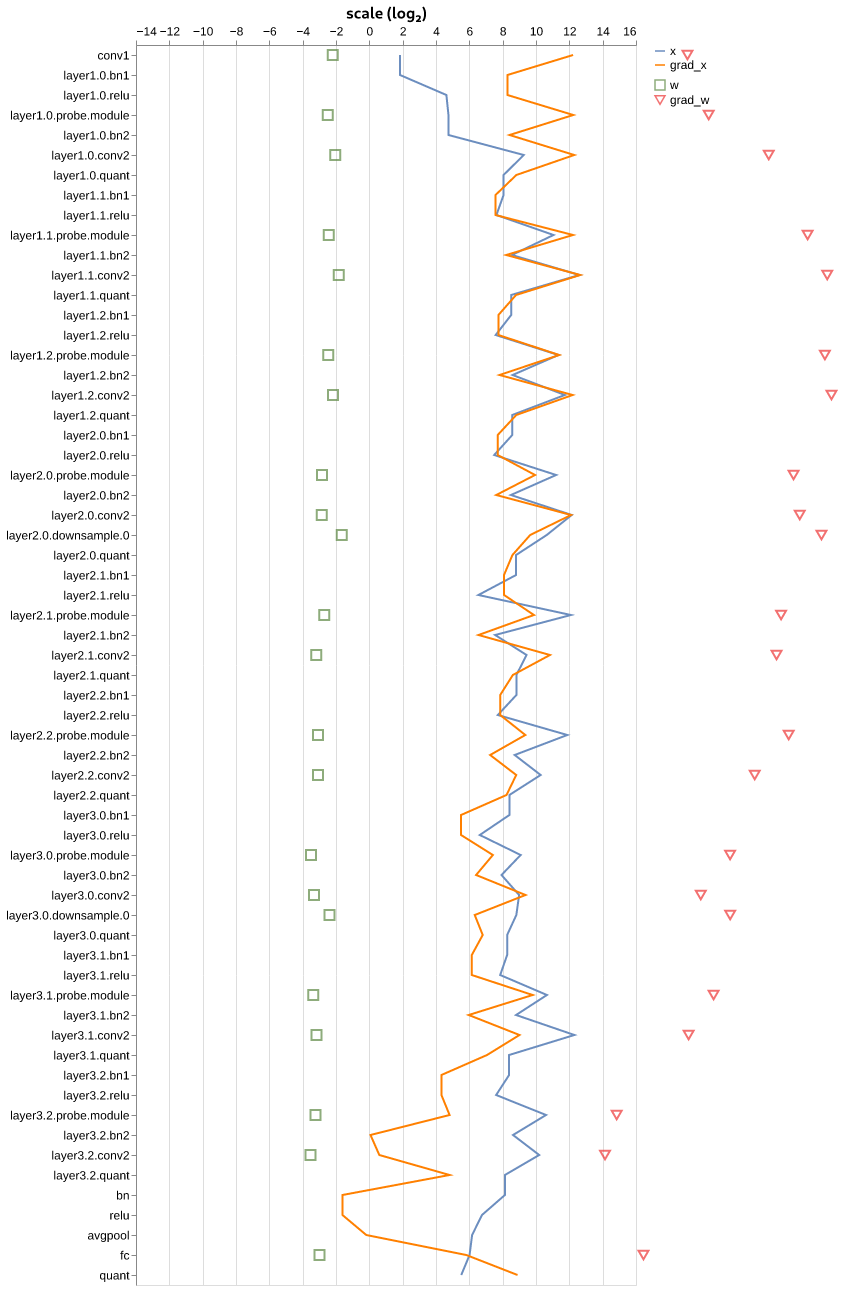 scale (log₂)
−14 −12 −10 −8 −6 −4 −2 0 2 4 6 8 10 12 14 16
x
grad_x
w
grad_w
conv1
layer1.0.bn1
layer1.0.relu
layer1.0.probe.module
layer1.0.bn2
layer1.0.conv2
layer1.0.quant
layer1.1.bn1
layer1.1.relu
layer1.1.probe.module
layer1.1.bn2
layer1.1.conv2
layer1.1.quant
layer1.2.bn1
layer1.2.relu
layer1.2.probe.module
layer1.2.bn2
layer1.2.conv2
layer1.2.quant
layer2.0.bn1
layer2.0.relu
layer2.0.probe.module
layer2.0.bn2
layer2.0.conv2
layer2.0.downsample.0
layer2.0.quant
layer2.1.bn1
layer2.1.relu
layer2.1.probe.module
layer2.1.bn2
layer2.1.conv2
layer2.1.quant
layer2.2.bn1
layer2.2.relu
layer2.2.probe.module
layer2.2.bn2
layer2.2.conv2
layer2.2.quant
layer3.0.bn1
layer3.0.relu
layer3.0.probe.module
layer3.0.bn2
layer3.0.conv2
layer3.0.downsample.0
layer3.0.quant
layer3.1.bn1
layer3.1.relu
layer3.1.probe.module
layer3.1.bn2
layer3.1.conv2
layer3.1.quant
layer3.2.bn1
layer3.2.relu
layer3.2.probe.module
layer3.2.bn2
layer3.2.conv2
layer3.2.quant
bn
relu
avgpool
fc
quant